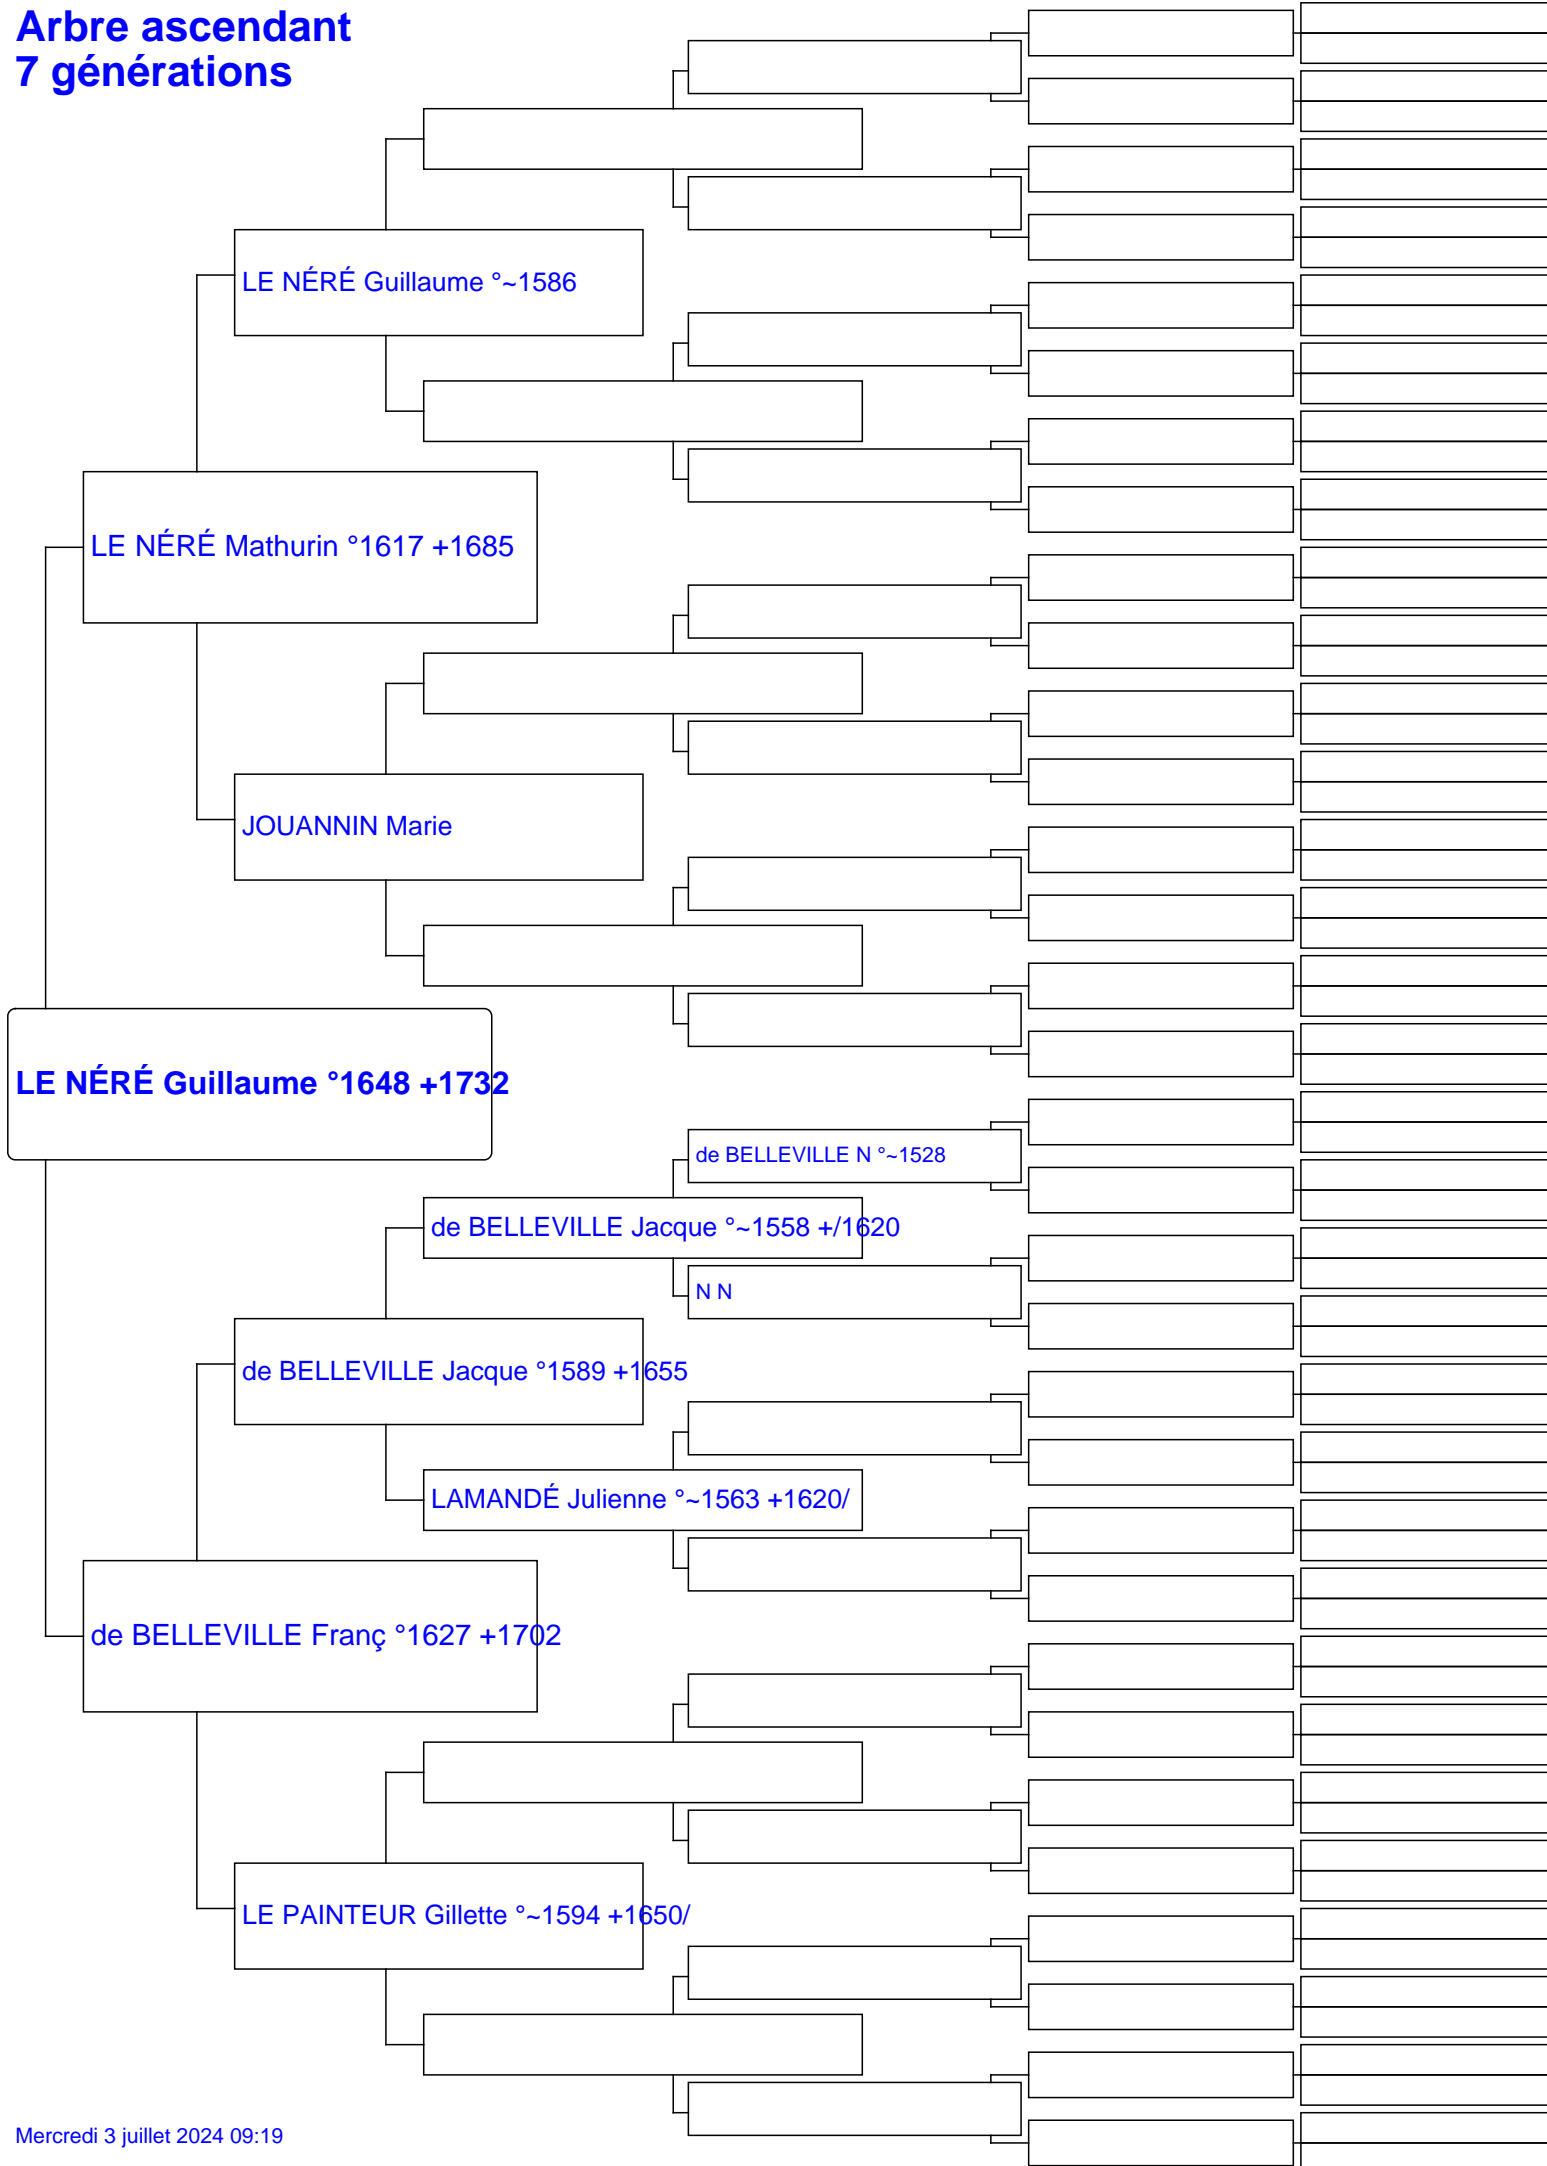 Arbre ascendant
7 générations
LE NÉRÉ Guillaume °~1586
LE NÉRÉ Mathurin °1617 +1685
JOUANNIN Marie
LE NÉRÉ Guillaume °1648 +1732
de BELLEVILLE N °~1528
de BELLEVILLE Jacque °~1558 +/1620
N N
de BELLEVILLE Jacque °1589 +1655
LAMANDÉ Julienne °~1563 +1620/
de BELLEVILLE Franç °1627 +1702
LE PAINTEUR Gillette °~1594 +1650/
Mercredi 3 juillet 2024 09:19